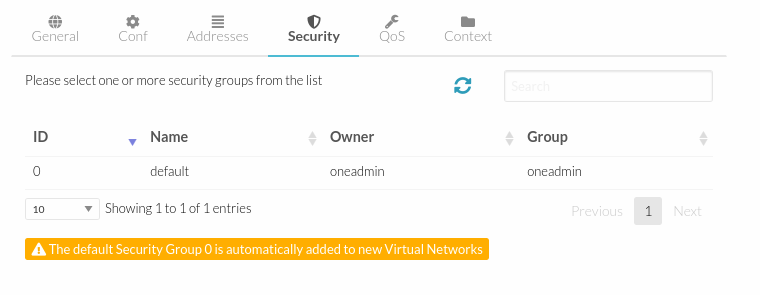 General Conf Addresses Security QoS Context
Please select one or more security groups from the list
Search
ID Name Owner Group
0 default oneadmin oneadmin
10 Showing 1 to 1 of 1 entries Previous 1 Next
The default Security Group 0 is automatically added to new Virtual Networks